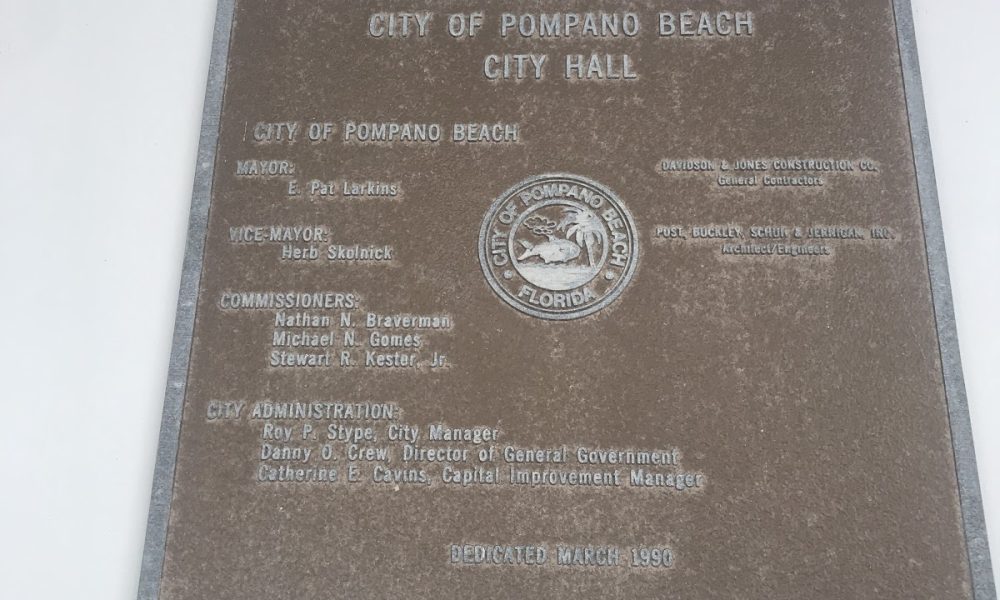 CITY OF POMPANO BEACH
CITY HALL
CITY OF POMPANO BEACH
MAYOR:
E. Pat Larkins
VICE-MAYOR:
Herb Skolnick
COMMISSIONERS:
Nathan N. Braverman
Michael N. Gomes
Stewart R. Kester, Jr.
CITY ADMINISTRATION:
Roy P. Stype, City Manager
Danny O. Crew, Director of General Government
Catherine E. Cavins, Capital Improvement Manager
CITY OF POMPANO BEACH
FLORIDA
DAVIDSON & JONES CONSTRUCTION CO.
General Contractors
POST, BUCKLEY, SCHUH & JERNIGAN, INC.
Architect/Engineers
DEDICATED MARCH 1990